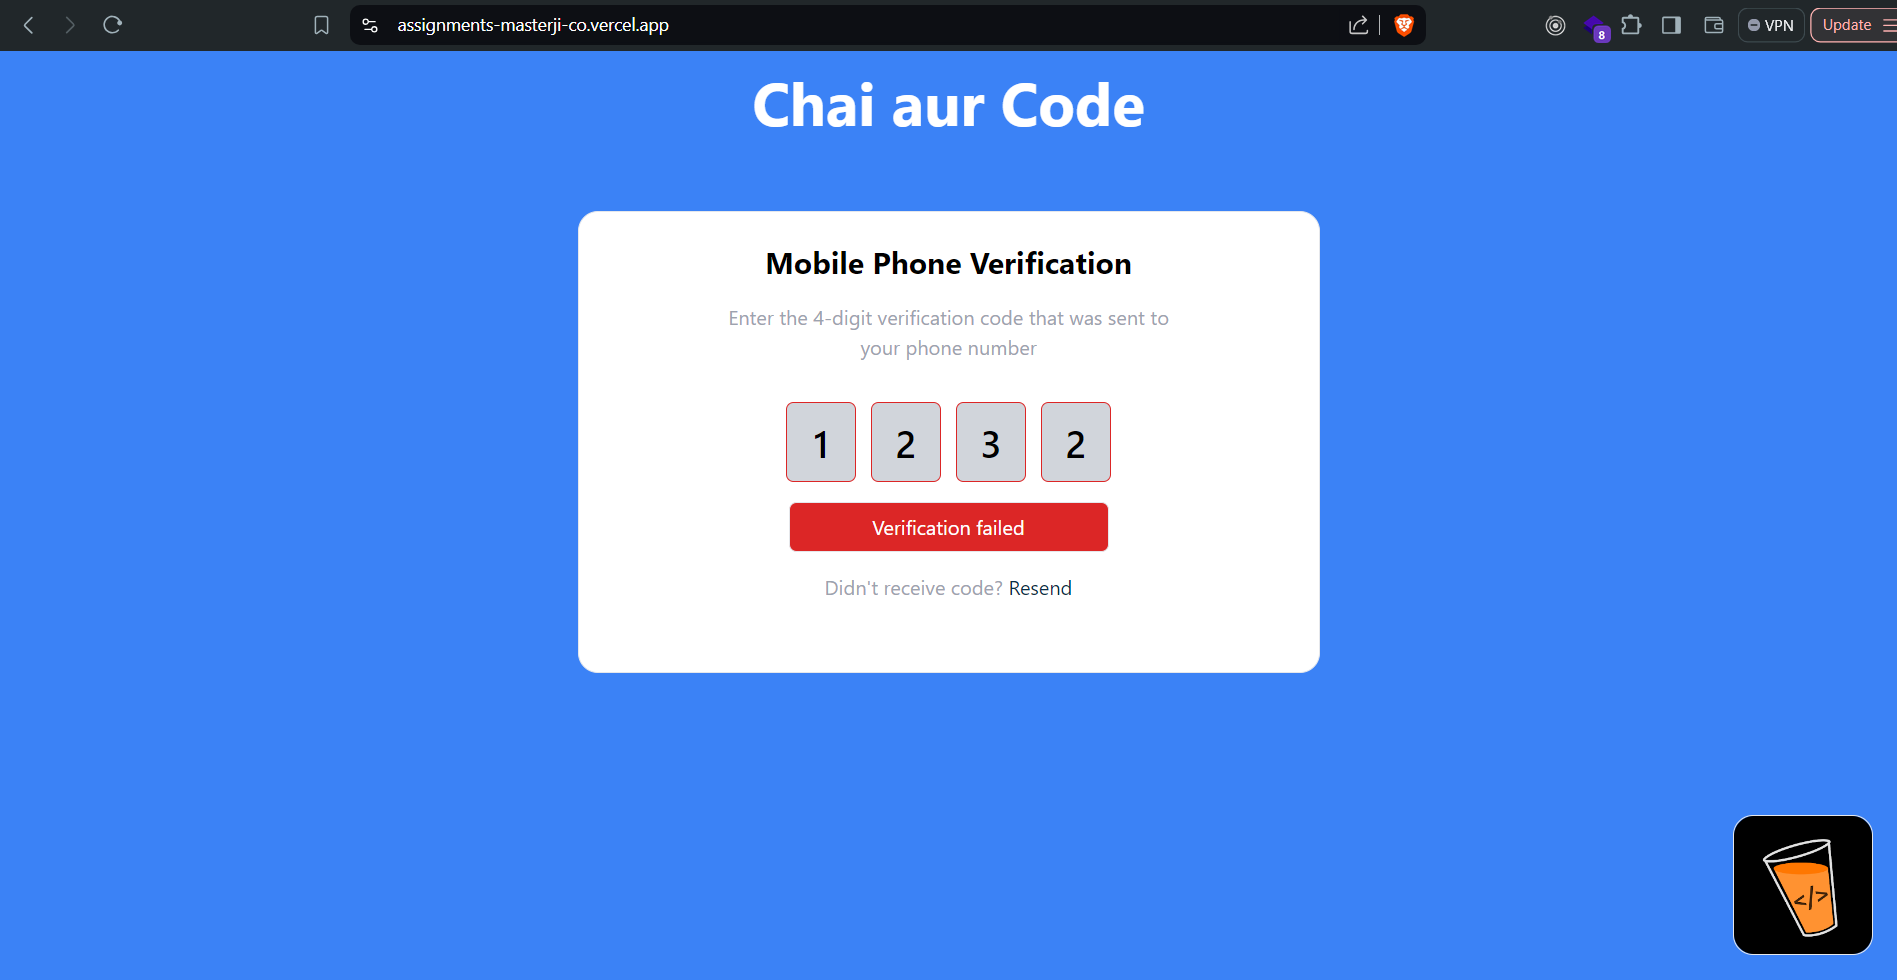 assignments-masterji-co.vercel.app
8
VPN
Update
Chai aur Code
Mobile Phone Verification
Enter the 4-digit verification code that was sent to
your phone number
1 2 3 2
Verification failed
Didn't receive code? Resend
</>